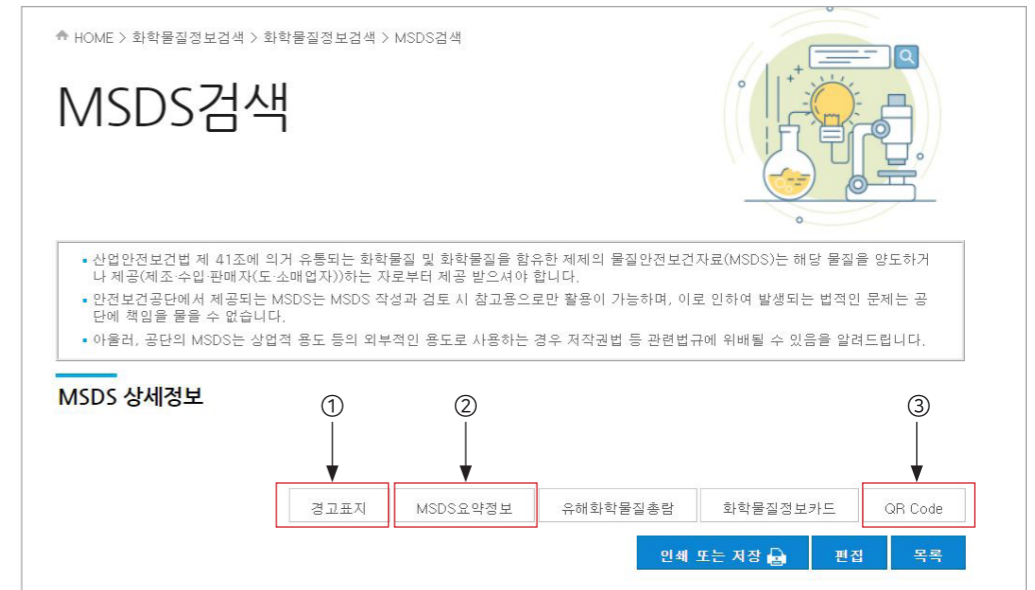 HOME > 화학물질정보검색 > 화학물질정보검색 > MSDS검색
MSDS검색
▪ 산업안전보건법 제 41조에 의거 유통되는 화학물질 및 화학물질을 함유한 제제의 물질안전보건자료(MSDS)는 해당 물질을 양도하거
나 제공(제조·수입·판매자(도·소매업자))하는 자로부터 제공 받으셔야 합니다.
▪ 안전보건공단에서 제공되는 MSDS는 MSDS 작성과 검토 시 참고용으로만 활용이 가능하며, 이로 인하여 발생되는 법적인 문제는 공
단에 책임을 물을 수 없습니다.
▪ 아울러, 공단의 MSDS는 상업적 용도 등의 외부적인 용도로 사용하는 경우 저작권법 등 관련법규에 위배될 수 있음을 알려드립니다.
MSDS 상세정보
① ② ③
경고표지 MSDS요약정보 유해화학물질총람 화학물질정보카드 QR Code
인쇄 또는 저장 편집 목록